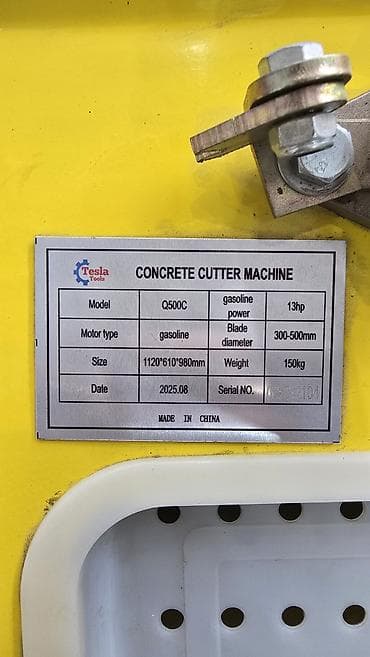 Tesla
Tools
CONCRETE CUTTER MACHINE
Model Q500C gasoline power 13hp
Motor type gasoline Blade diameter 300-500mm
Size 1120*610*980mm Weight 150kg
Date 2025.08 Serial NO.
MADE IN CHINA